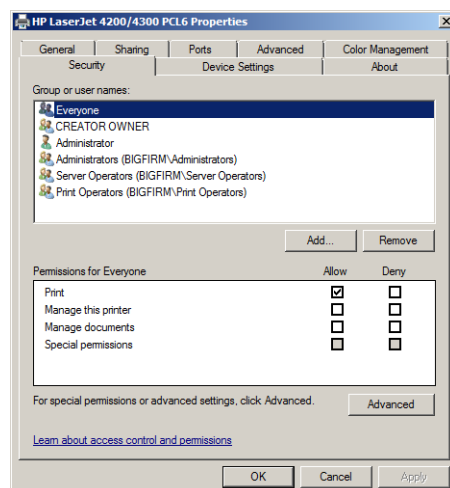 HP LaserJet 4200/4300 PCL6 Properties
General Sharing Ports Advanced Color Management
Security Device Settings About
Group or user names:
Everyone
CREATOR OWNER
Administrator
Administrators (BIGFIRM\Administrators)
Server Operators (BIGFIRM\Server Operators)
Print Operators (BIGFIRM\Print Operators)
Add... Remove
Permissions for Everyone Allow Deny
Print
Manage this printer
Manage documents
Special permissions
For special permissions or advanced settings, click Advanced.
Advanced
Learn about access control and permissions
OK Cancel Apply